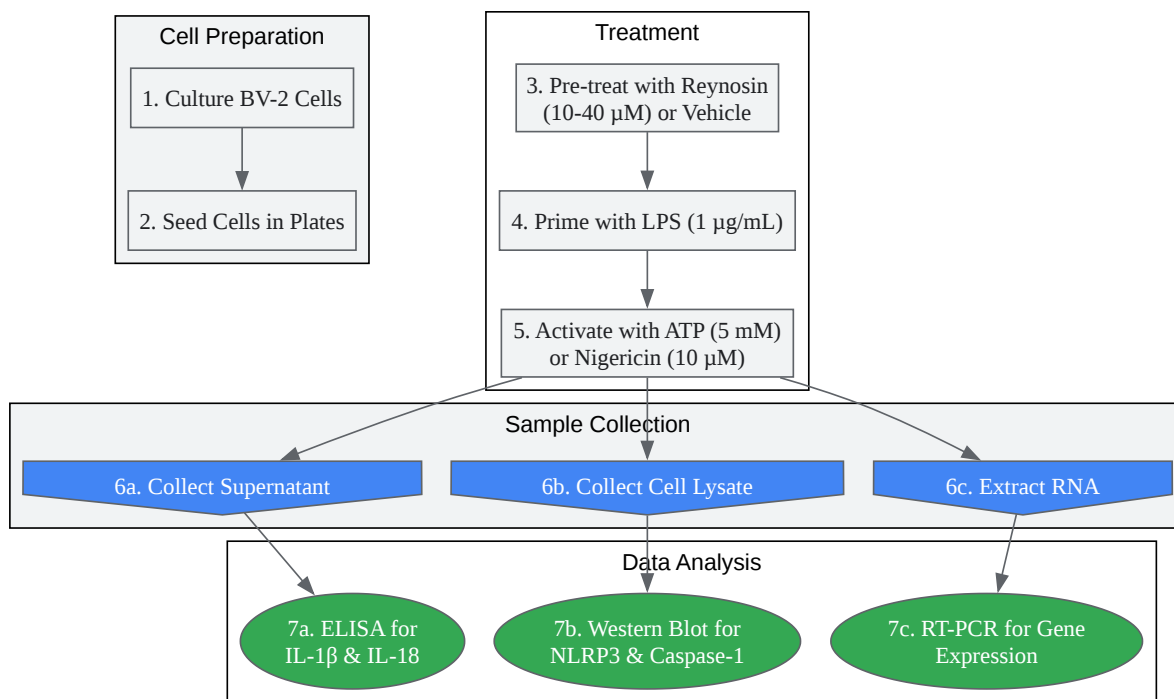 Cell Preparation
1. Culture BV-2 Cells
2. Seed Cells in Plates
Treatment
3. Pre-treat with Reynosin
(10-40 µM) or Vehicle
4. Prime with LPS (1 µg/mL)
5. Activate with ATP (5 mM)
or Nigericin (10 µM)
Sample Collection
6a. Collect Supernatant
6b. Collect Cell Lysate
6c. Extract RNA
Data Analysis
7a. ELISA for
IL-1β & IL-18
7b. Western Blot for
NLRP3 & Caspase-1
7c. RT-PCR for Gene
Expression